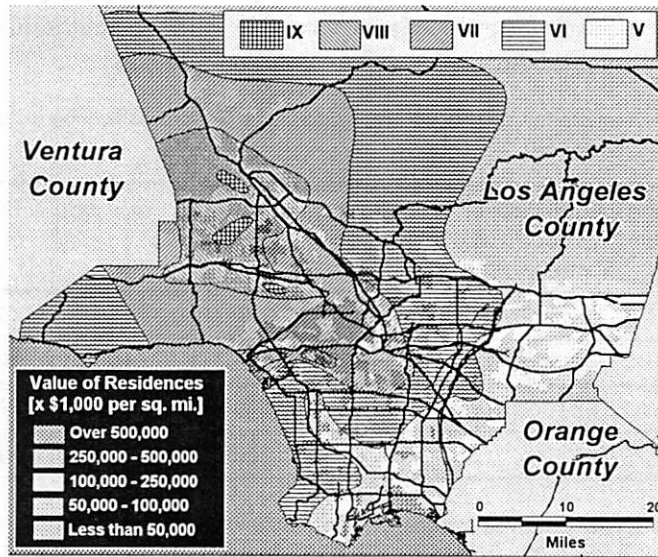 IX VIII VII VI V
Ventura
County
Los Angeles
County
Value of Residences
[x $1,000 per sq. mi.]
Over 500,000
250,000 - 500,000
100,000 - 250,000
50,000 - 100,000
Less than 50,000
Orange
County
0 10 20
Miles